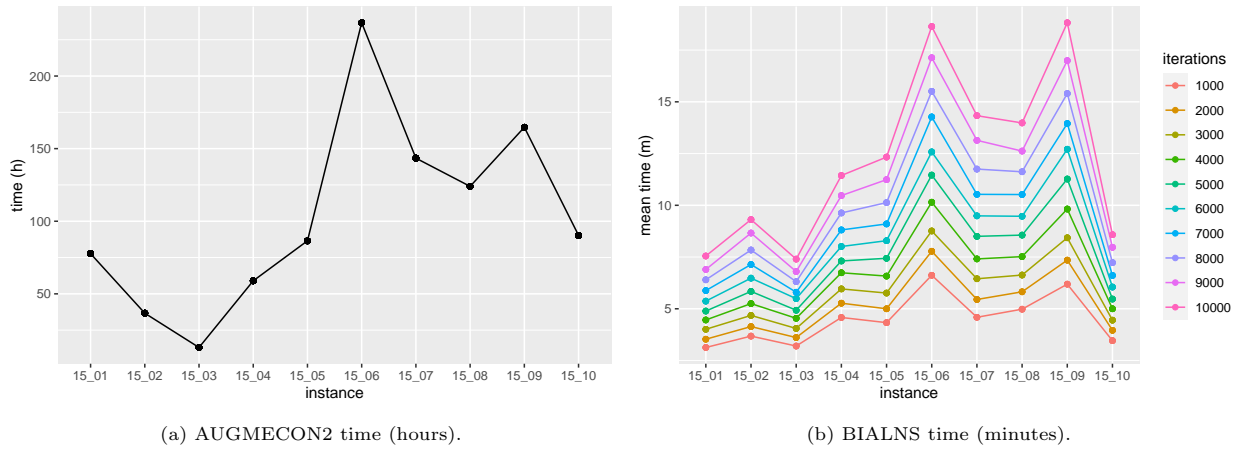 time (h)
200
150
100
50
15_01 15_02 15_03 15_04 15_05 15_06 15_07 15_08 15_09 15_10
instance
(a) AUGMECON2 time (hours).
mean time (m)
15
10
5
15_01 15_02 15_03 15_04 15_05 15_06 15_07 15_08 15_09 15_10
instance
iterations
1000
2000
3000
4000
5000
6000
7000
8000
9000
10000
(b) BIALNS time (minutes).